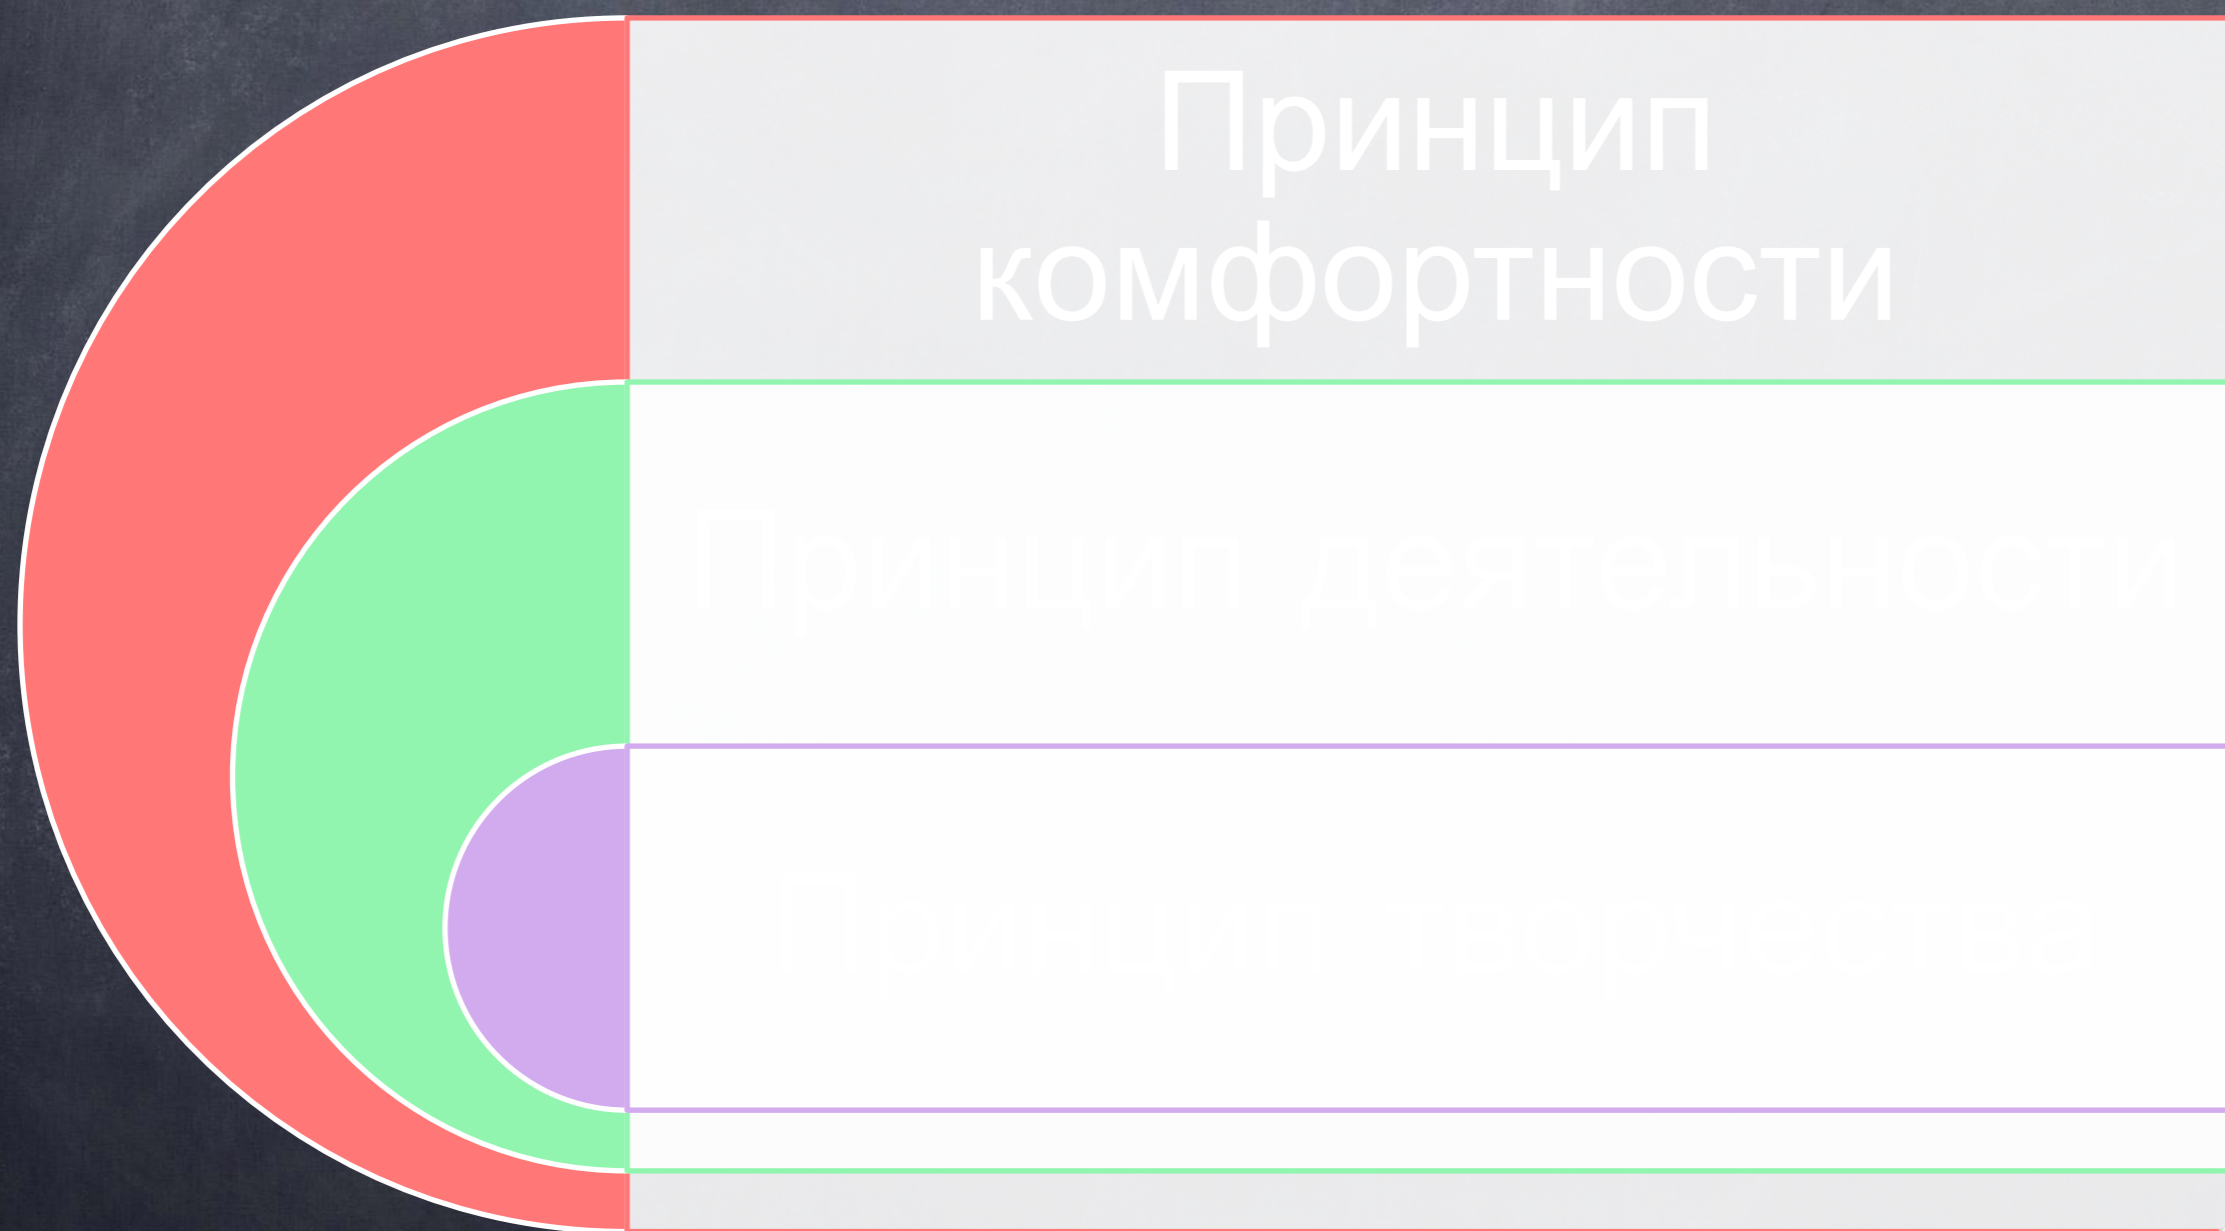 Принцип
комфортности
Принцип деятельности
Принцип творчества